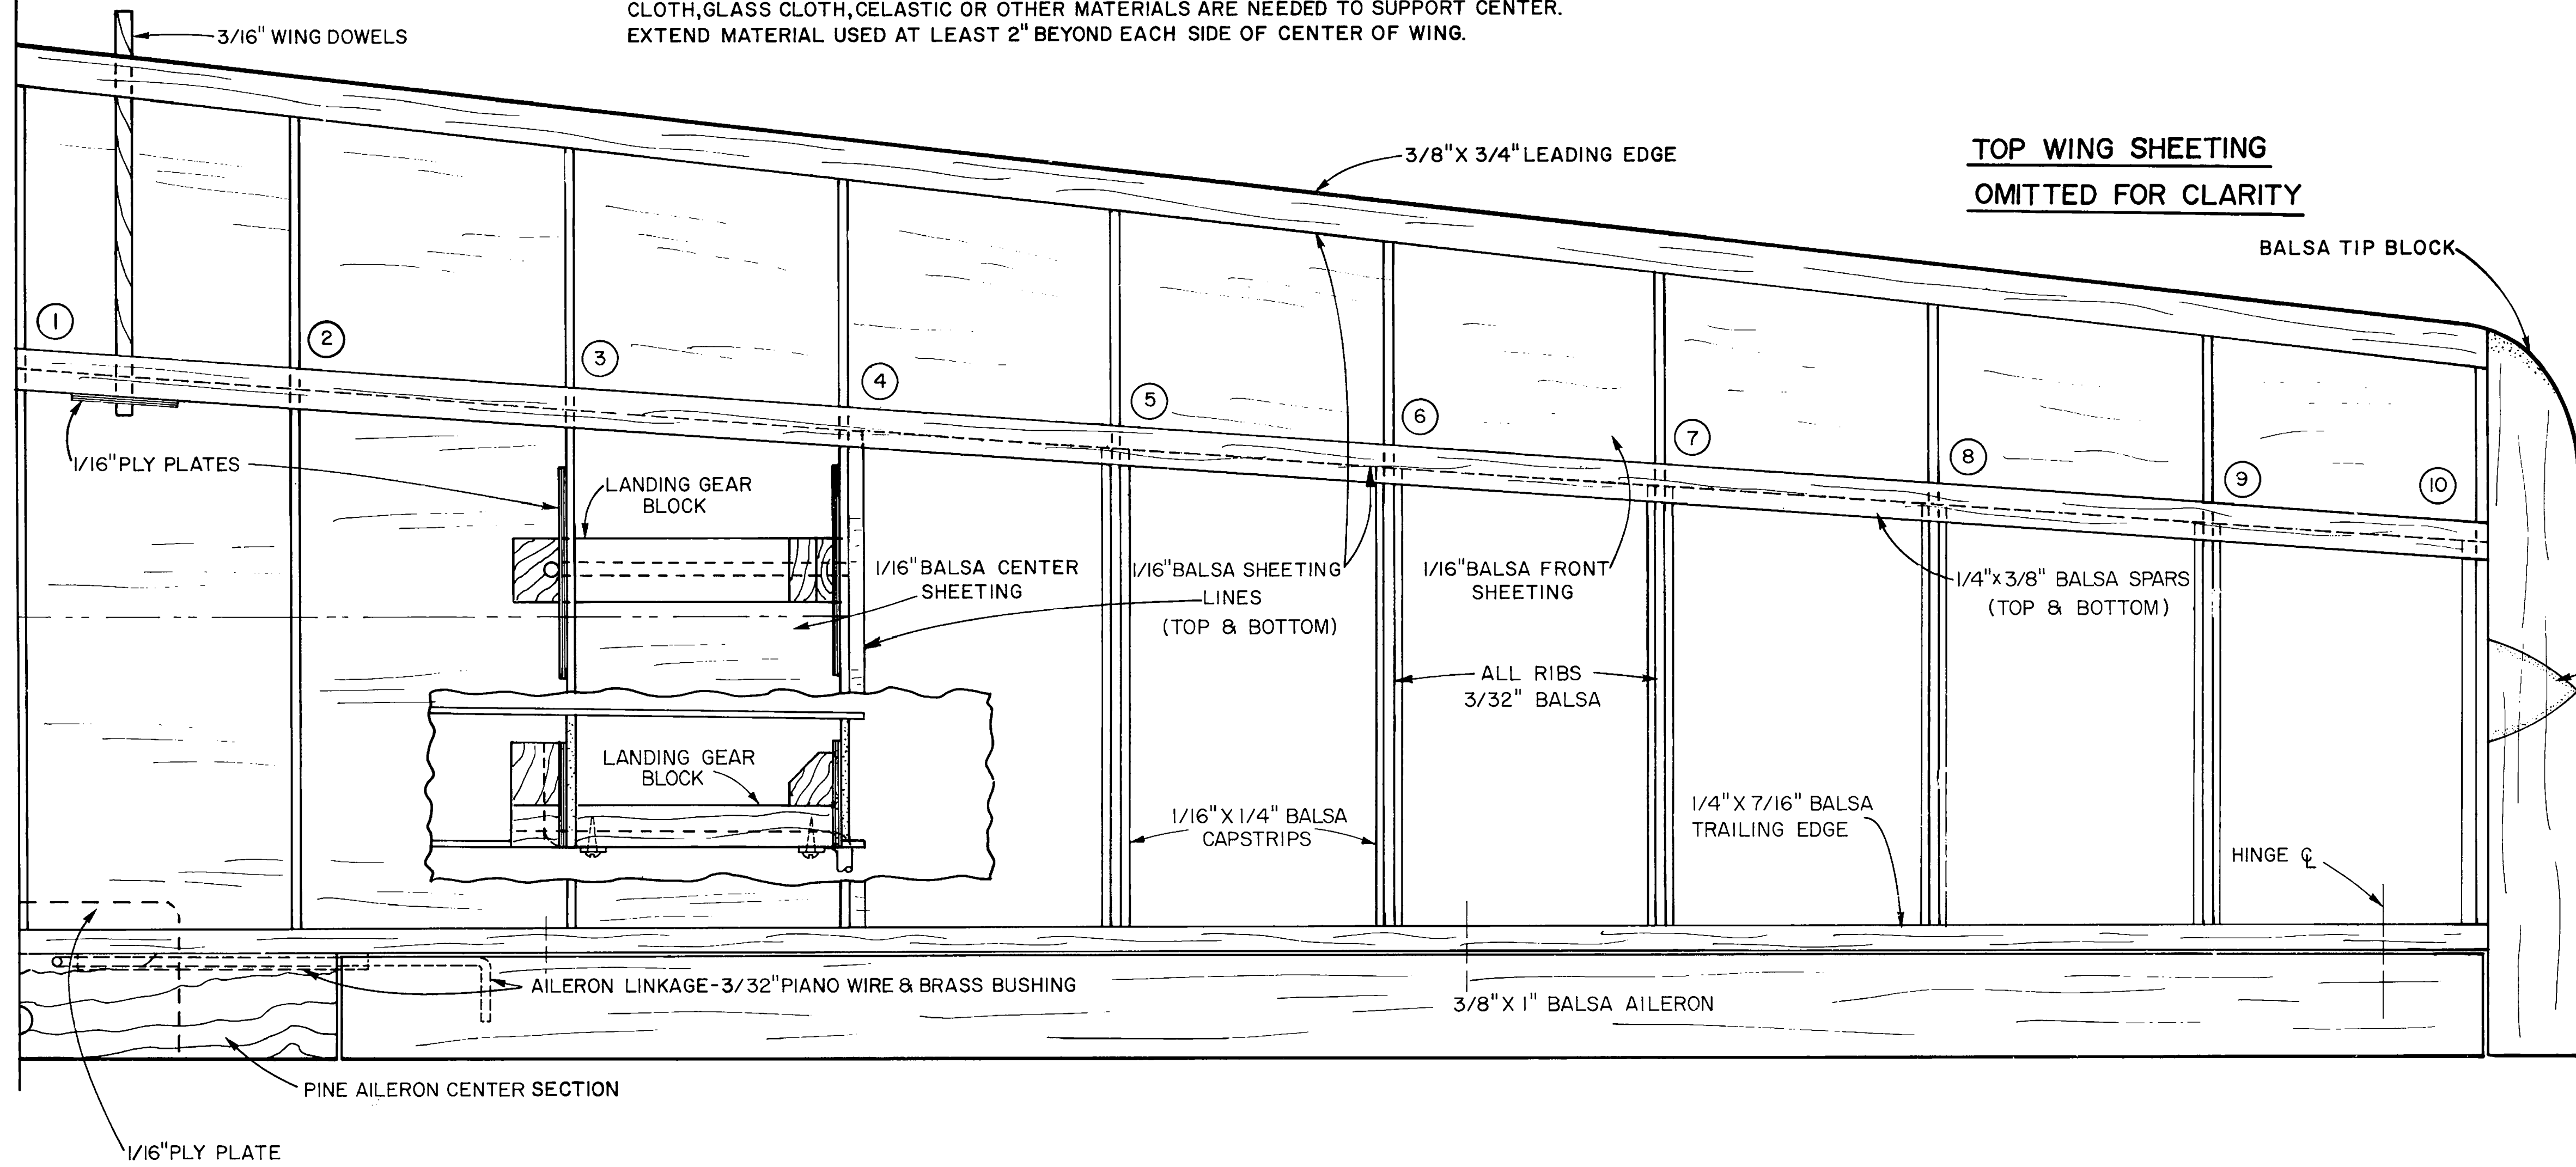 CLOTH, GLASS CLOTH, CELASTIC OR OTHER MATERIALS ARE NEEDED TO SUPPORT CENTER.
EXTEND MATERIAL USED AT LEAST 2" BEYOND EACH SIDE OF CENTER OF WING.
3/16" WING DOWELS
3/8" X 3/4" LEADING EDGE
TOP WING SHEETING
OMITTED FOR CLARITY
BALSA TIP BLOCK
1
2
3
4
5
6
7
8
9
10
1/16" PLY PLATES
LANDING GEAR
BLOCK
1/16" BALSA CENTER
SHEETING
1/16" BALSA SHEETING
LINES
(TOP & BOTTOM)
1/16" BALSA FRONT
SHEETING
1/4" X 3/8" BALSA SPARS
(TOP & BOTTOM)
ALL RIBS
3/32" BALSA
LANDING GEAR
BLOCK
1/16" X 1/4" BALSA
CAPSTRIPS
1/4" X 7/16" BALSA
TRAILING EDGE
HINGE ℄
AILERON LINKAGE-3/32" PIANO WIRE & BRASS BUSHING
3/8" X 1" BALSA AILERON
PINE AILERON CENTER SECTION
1/16" PLY PLATE